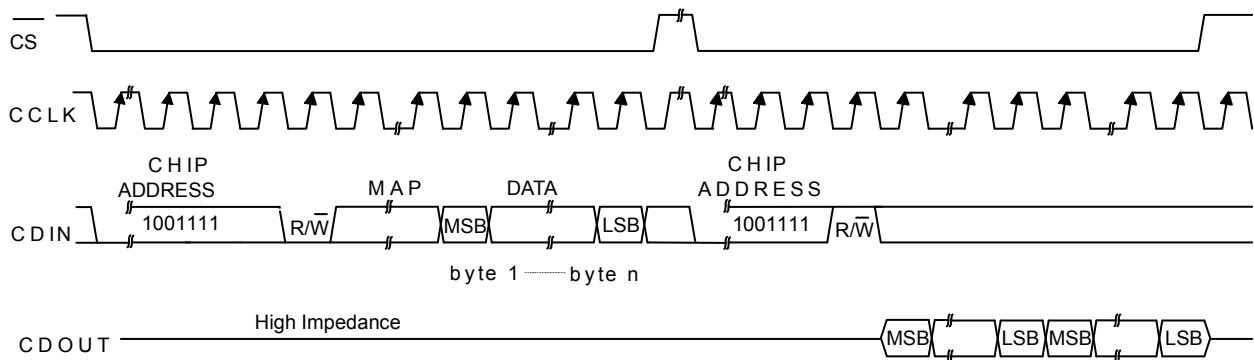 CS
CCLK
CHIP
ADDRESS
MAP
DATA
CHIP
ADDRESS
CDIN
1001111
R/W
MSB
LSB
1001111
R/W
byte 1 byte n
High Impedance
CDOUT
MSB
LSB
MSB
LSB